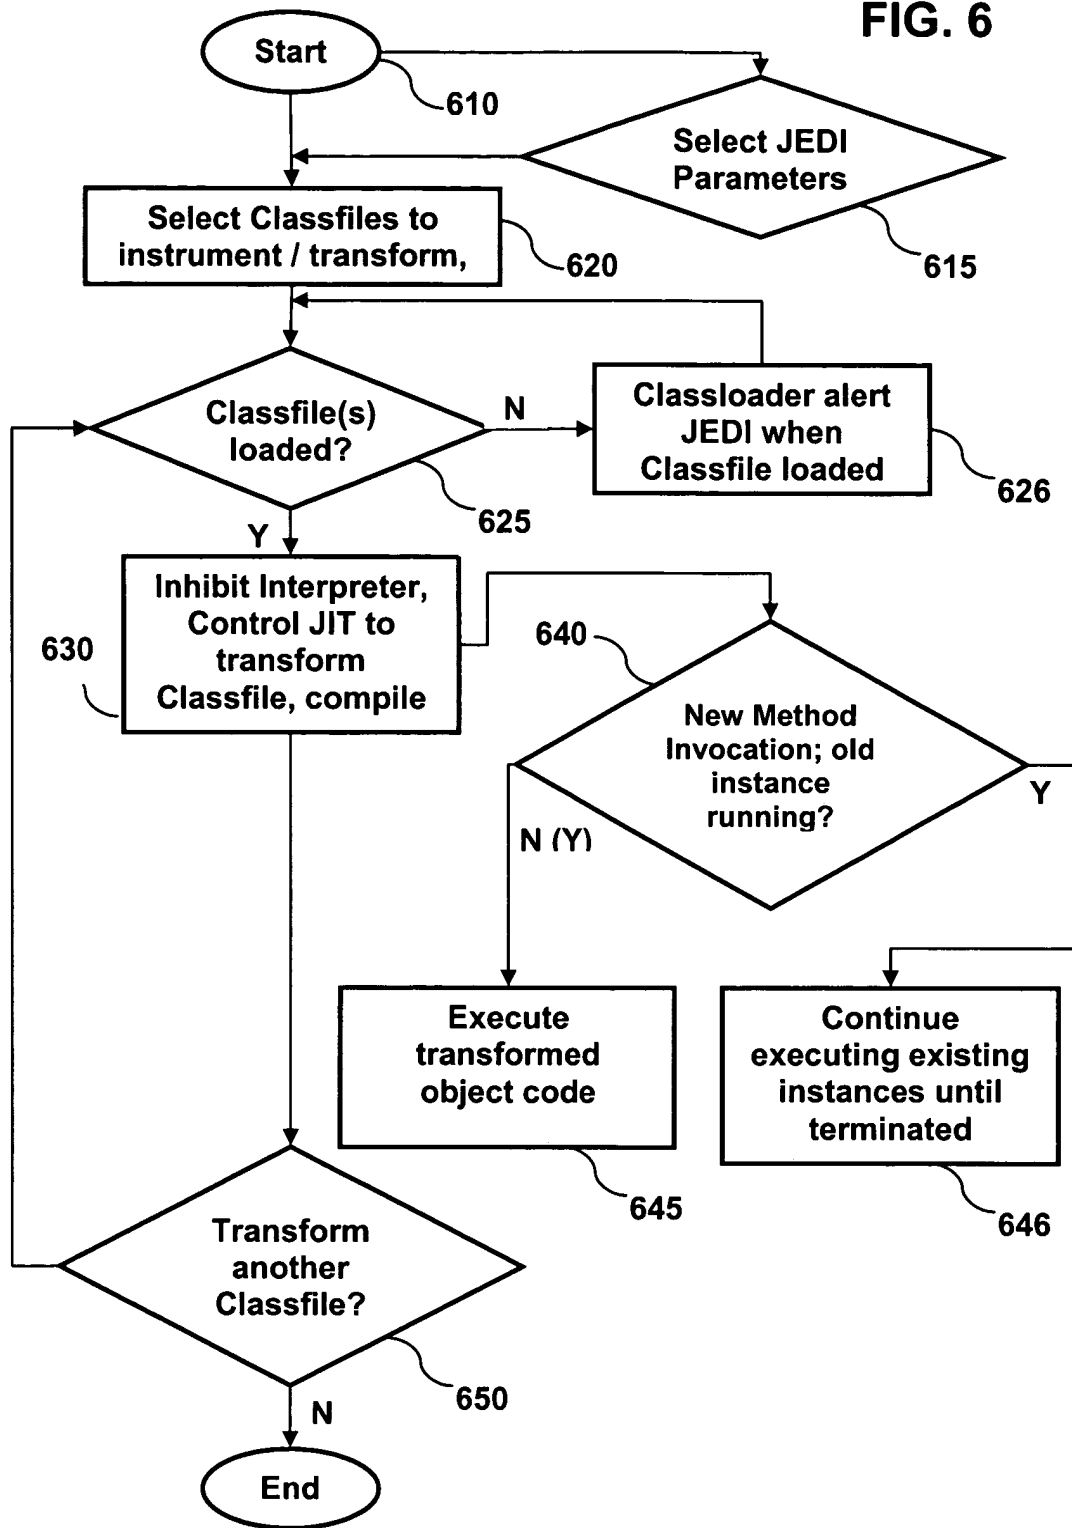 FIG. 6
Start
610
Select JEDI
Parameters
615
Select Classfiles to
instrument / transform,
620
Classfile(s)
loaded?
N
625
Y
Classloader alert
JEDI when
Classfile loaded
626
Inhibit Interpreter,
Control JIT to
transform
Classfile, compile
630
640
New Method
Invocation; old
instance
running?
Y
N (Y)
Execute
transformed
object code
645
Continue
executing existing
instances until
terminated
646
Transform
another
Classfile?
650
N
End